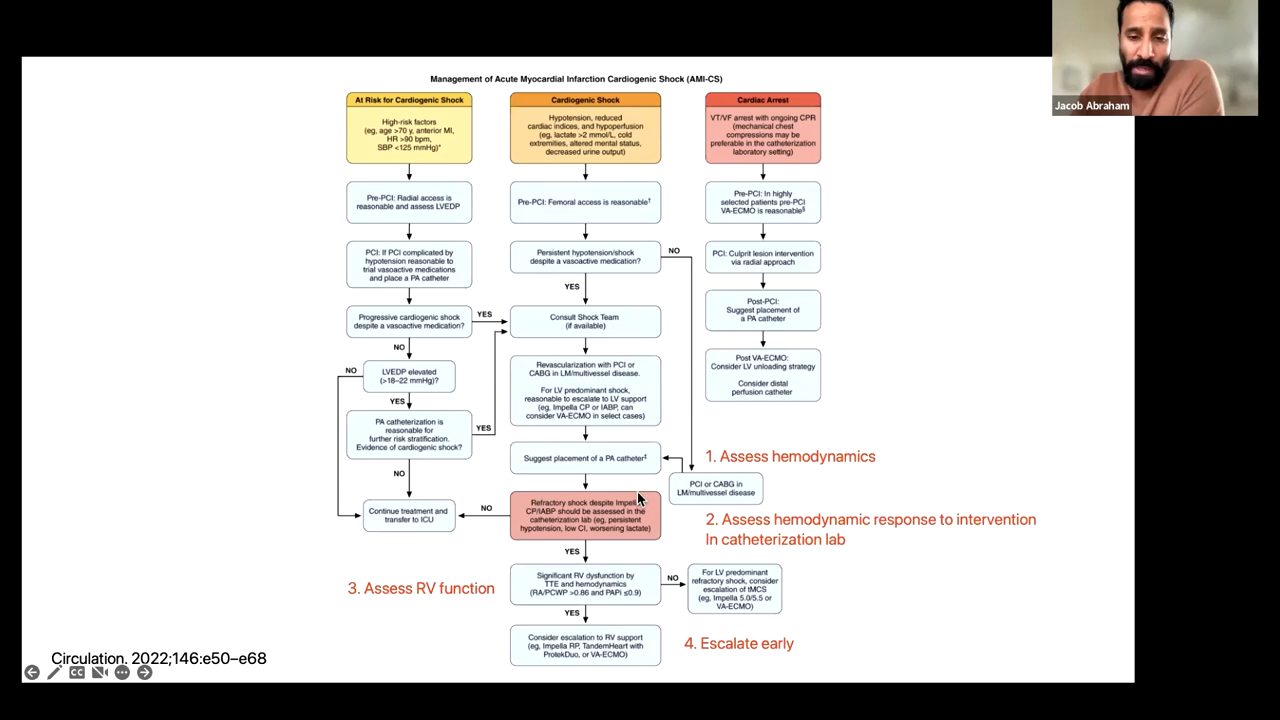 Jacob Abraham
Management of Acute Myocardial Infarction Cardiogenic Shock (AMI-CS)
At Risk for Cardiogenic Shock
High-risk factors
(eg, age >70 y, anterior MI,
HR >90 bpm,
SBP <125 mmHg)*
Pre-PCI: Radial access is
reasonable and assess LVEDP
PCI: If PCI complicated by
hypotension reasonable to
trial vasoactive medications
and place a PA catheter
Progressive cardiogenic shock
despite a vasoactive medication?
YES
NO
LVEDP elevated
(>18–22 mmHg)?
NO
YES
PA catheterization is
reasonable for
further risk stratification.
Evidence of cardiogenic shock?
YES
NO
Continue treatment and
transfer to ICU
Cardiogenic Shock
Hypotension, reduced
cardiac indices, and hypoperfusion
(eg, lactate >2 mmol/L, cold
extremities, altered mental status,
decreased urine output)
Pre-PCI: Femoral access is reasonable†
Persistent hypotension/shock
despite a vasoactive medication?
NO
YES
Consult Shock Team
(if available)
Revascularization with PCI or
CABG in LM/multivessel disease.
For LV predominant shock,
reasonable to escalate to LV support
(eg, Impella CP or IABP, can
consider VA-ECMO in select cases)
Suggest placement of a PA catheter‡
PCI or CABG in
LM/multivessel disease
Refractory shock despite Impella
CP/IABP should be assessed in the
catheterization lab (eg, persistent
hypotension, low CI, worsening lactate)
NO
YES
Significant RV dysfunction by
TTE and hemodynamics
(RA/PCWP >0.86 and PAPi ≤0.9)
NO
For LV predominant
refractory shock, consider
escalation of tMCS
(eg, Impella 5.0/5.5 or
VA-ECMO)
YES
Consider escalation to RV support
(eg, Impella RP, TandemHeart with
ProtekDuo, or VA-ECMO)
Cardiac Arrest
VT/VF arrest with ongoing CPR
(mechanical chest
compressions may be
preferable in the catheterization
laboratory setting)
Pre-PCI: In highly
selected patients pre-PCI
VA-ECMO is reasonable§
PCI: Culprit lesion intervention
via radial approach
Post-PCI:
Suggest placement of
a PA catheter
Post VA-ECMO:
Consider LV unloading strategy
Consider distal
perfusion catheter
1. Assess hemodynamics
2. Assess hemodynamic response to intervention
In catheterization lab
3. Assess RV function
4. Escalate early
Circulation. 2022;146:e50–e68
CC